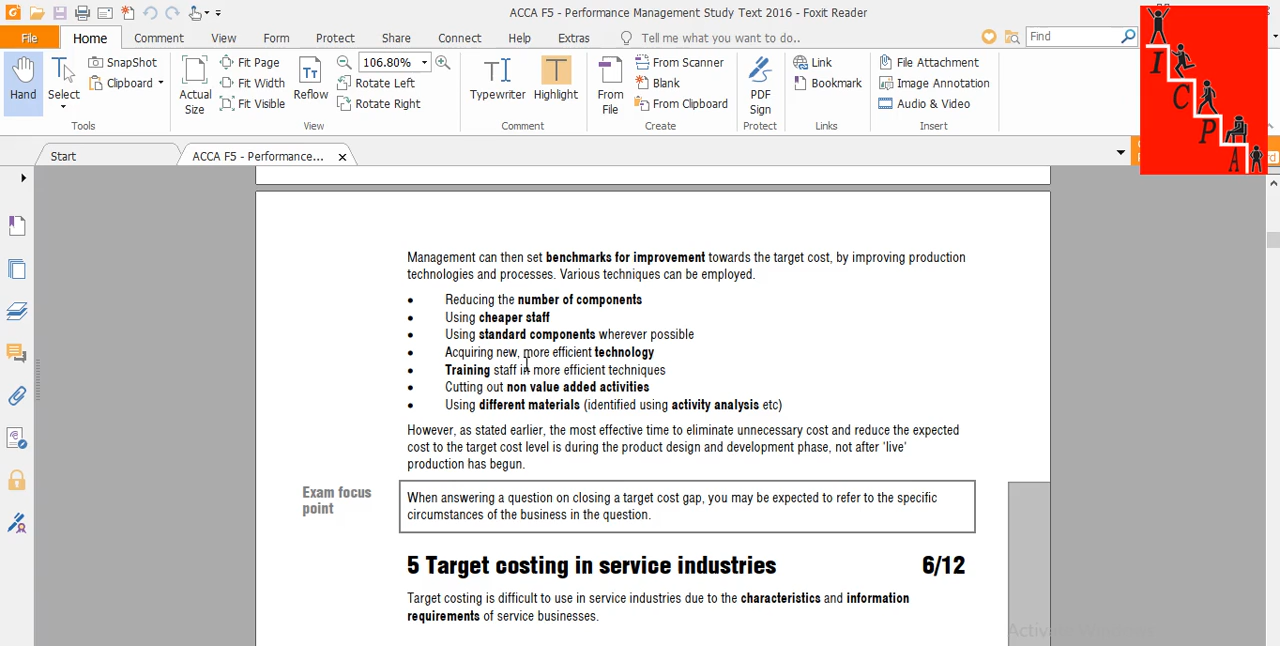 ACCA F5 - Performance Management Study Text 2016 - Foxit Reader
File Home Comment View Form Protect Share Connect Help Extras Tell me what you want to do.. Find
Hand Select SnapShot Clipboard Actual Size Fit Page Fit Width Fit Visible Reflow 106.80% Rotate Left Rotate Right Typewriter Highlight From File From Scanner Blank From Clipboard PDF Sign Link Bookmark File Attachment Image Annotation Audio & Video
Tools View Comment Create Protect Links Insert
I C P A
Start ACCA F5 - Performance...
Management can then set benchmarks for improvement towards the target cost, by improving production
technologies and processes. Various techniques can be employed.
• Reducing the number of components
• Using cheaper staff
• Using standard components wherever possible
• Acquiring new, more efficient technology
• Training staff in more efficient techniques
• Cutting out non value added activities
• Using different materials (identified using activity analysis etc)
However, as stated earlier, the most effective time to eliminate unnecessary cost and reduce the expected
cost to the target cost level is during the product design and development phase, not after 'live'
production has begun.
Exam focus
point
When answering a question on closing a target cost gap, you may be expected to refer to the specific
circumstances of the business in the question.
5 Target costing in service industries 6/12
Target costing is difficult to use in service industries due to the characteristics and information
requirements of service businesses.